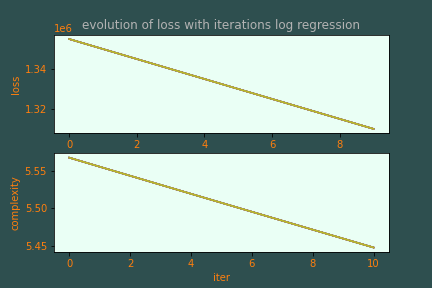 evolution of loss with iterations log regression
1e6
1.34
1.32
loss
0 2 4 6 8
5.55
5.50
5.45
complexity
0 2 4 6 8 10
iter